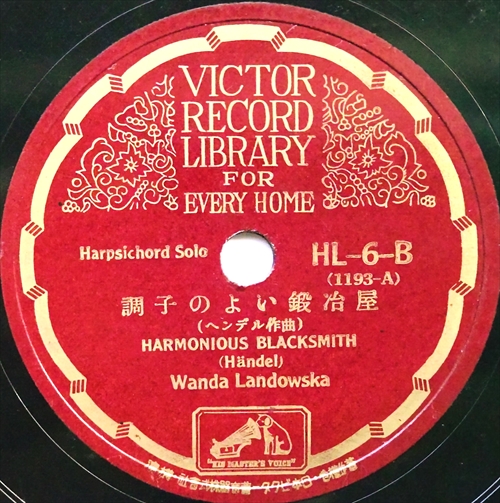 VICTOR
RECORD
LIBRARY
FOR
EVERY HOME
Harpsichord Solo
HL-6-B
(1193-A)
調子のよい鍛冶屋
(ヘンデル作曲)
HARMONIOUS BLACKSMITH
(Händel)
Wanda Landowska
"HIS MASTER'S VOICE"